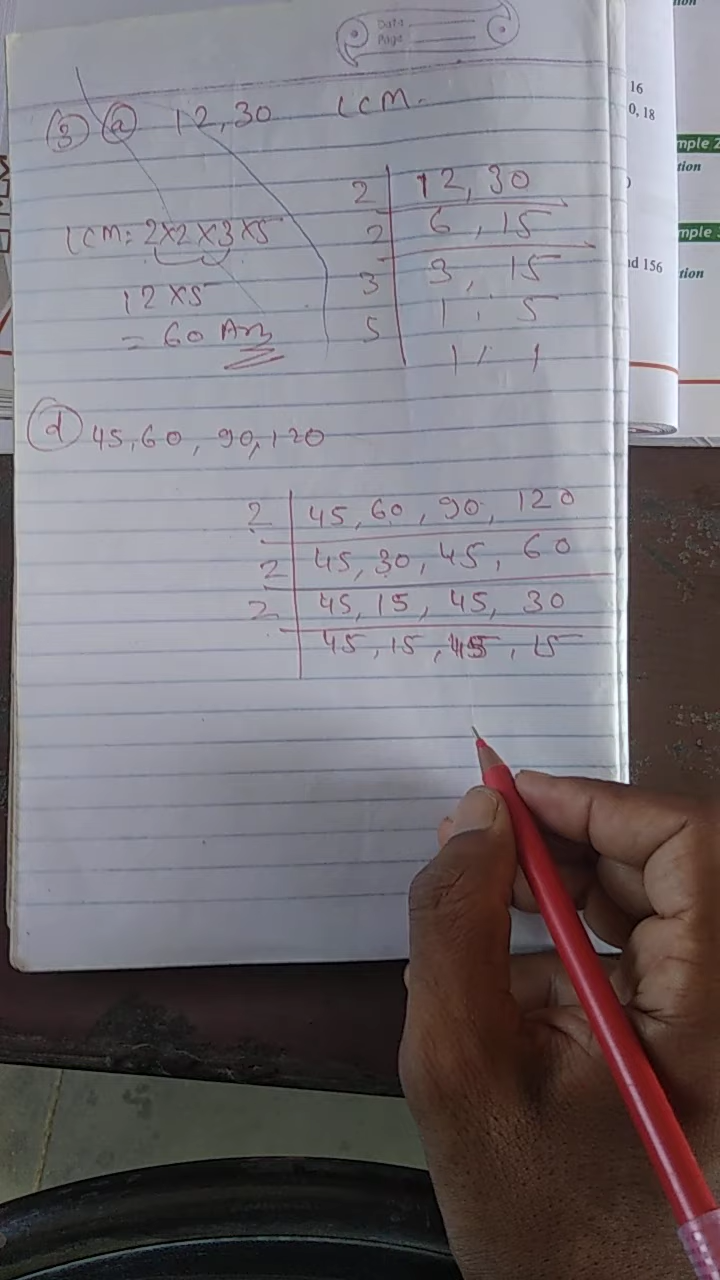 Date
Page
③ ⓐ 12,30 LCM.
2 | 12, 30
2 | 6, 15
3 | 3, 15
5 | 1, 5
1, 1
LCM: 2×2×3×5
12×5
= 60 Ans
ⓓ 45,60, 90,120
2 | 45, 60, 90, 120
2 | 45, 30, 45, 60
2 | 45, 15, 45, 30
45, 15, 45, 15
16
0, 18
nd 156
mple 2
tion
mple
tion